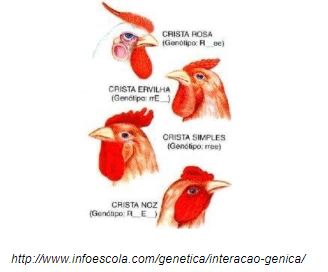 CRISTA ROSA
(Genótipo: R__ee)
CRISTA ERVILHA
(Genótipo: rrE__)
CRISTA SIMPLES
(Genótipo: rree)
CRISTA NOZ
(Genótipo: R__E__)
http://www.infoescola.com/genetica/interacao-genica/